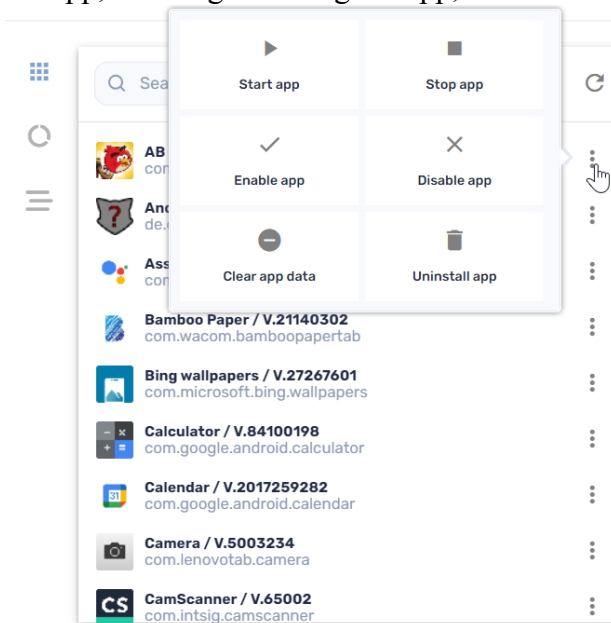 app,
app,
Sea
Start app
Stop app
AB
com
Enable app
Disable app
And
de.
Ass
com
Clear app data
Uninstall app
Bamboo Paper / V.21140302
com.wacom.bamboopapertab
Bing wallpapers / V.27267601
com.microsoft.bing.wallpapers
Calculator / V.84100198
com.google.android.calculator
31
Calendar / V.2017259282
com.google.android.calendar
Camera / V.5003234
com.lenovotab.camera
CS
CamScanner / V.65002
com.intsig.camscanner